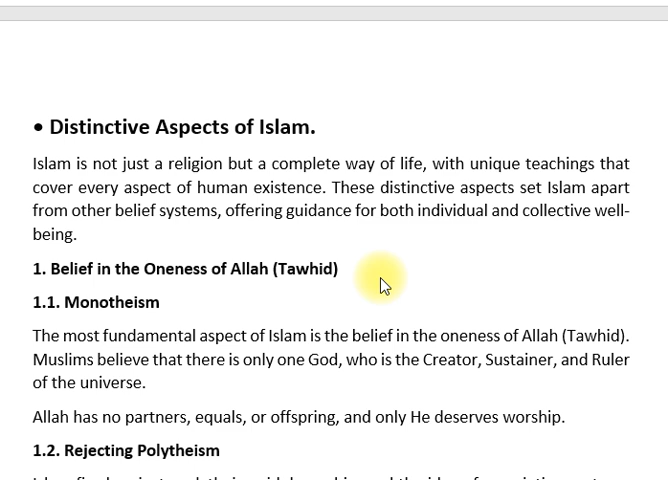 • Distinctive Aspects of Islam.
Islam is not just a religion but a complete way of life, with unique teachings that
cover every aspect of human existence. These distinctive aspects set Islam apart
from other belief systems, offering guidance for both individual and collective well-
being.
1. Belief in the Oneness of Allah (Tawhid)
1.1. Monotheism
The most fundamental aspect of Islam is the belief in the oneness of Allah (Tawhid).
Muslims believe that there is only one God, who is the Creator, Sustainer, and Ruler
of the universe.
Allah has no partners, equals, or offspring, and only He deserves worship.
1.2. Rejecting Polytheism